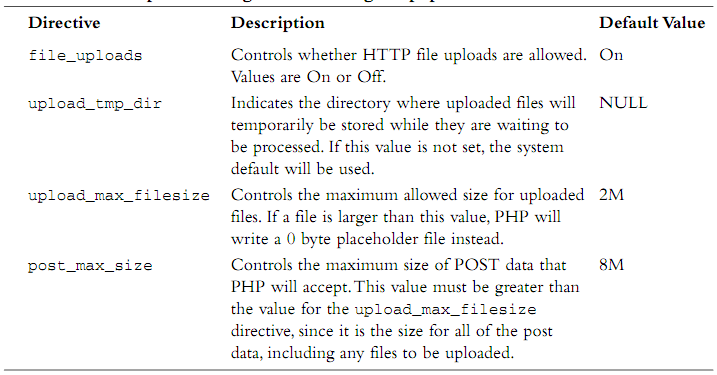 Directive Description Default Value
file_uploads Controls whether HTTP file uploads are allowed. On
Values are On or Off.
upload_tmp_dir Indicates the directory where uploaded files will NULL
temporarily be stored while they are waiting to
be processed. If this value is not set, the system
default will be used.
upload_max_filesize Controls the maximum allowed size for uploaded 2M
files. If a file is larger than this value, PHP will
write a 0 byte placeholder file instead.
post_max_size Controls the maximum size of POST data that 8M
PHP will accept. This value must be greater than
the value for the upload_max_filesize
directive, since it is the size for all of the post
data, including any files to be uploaded.